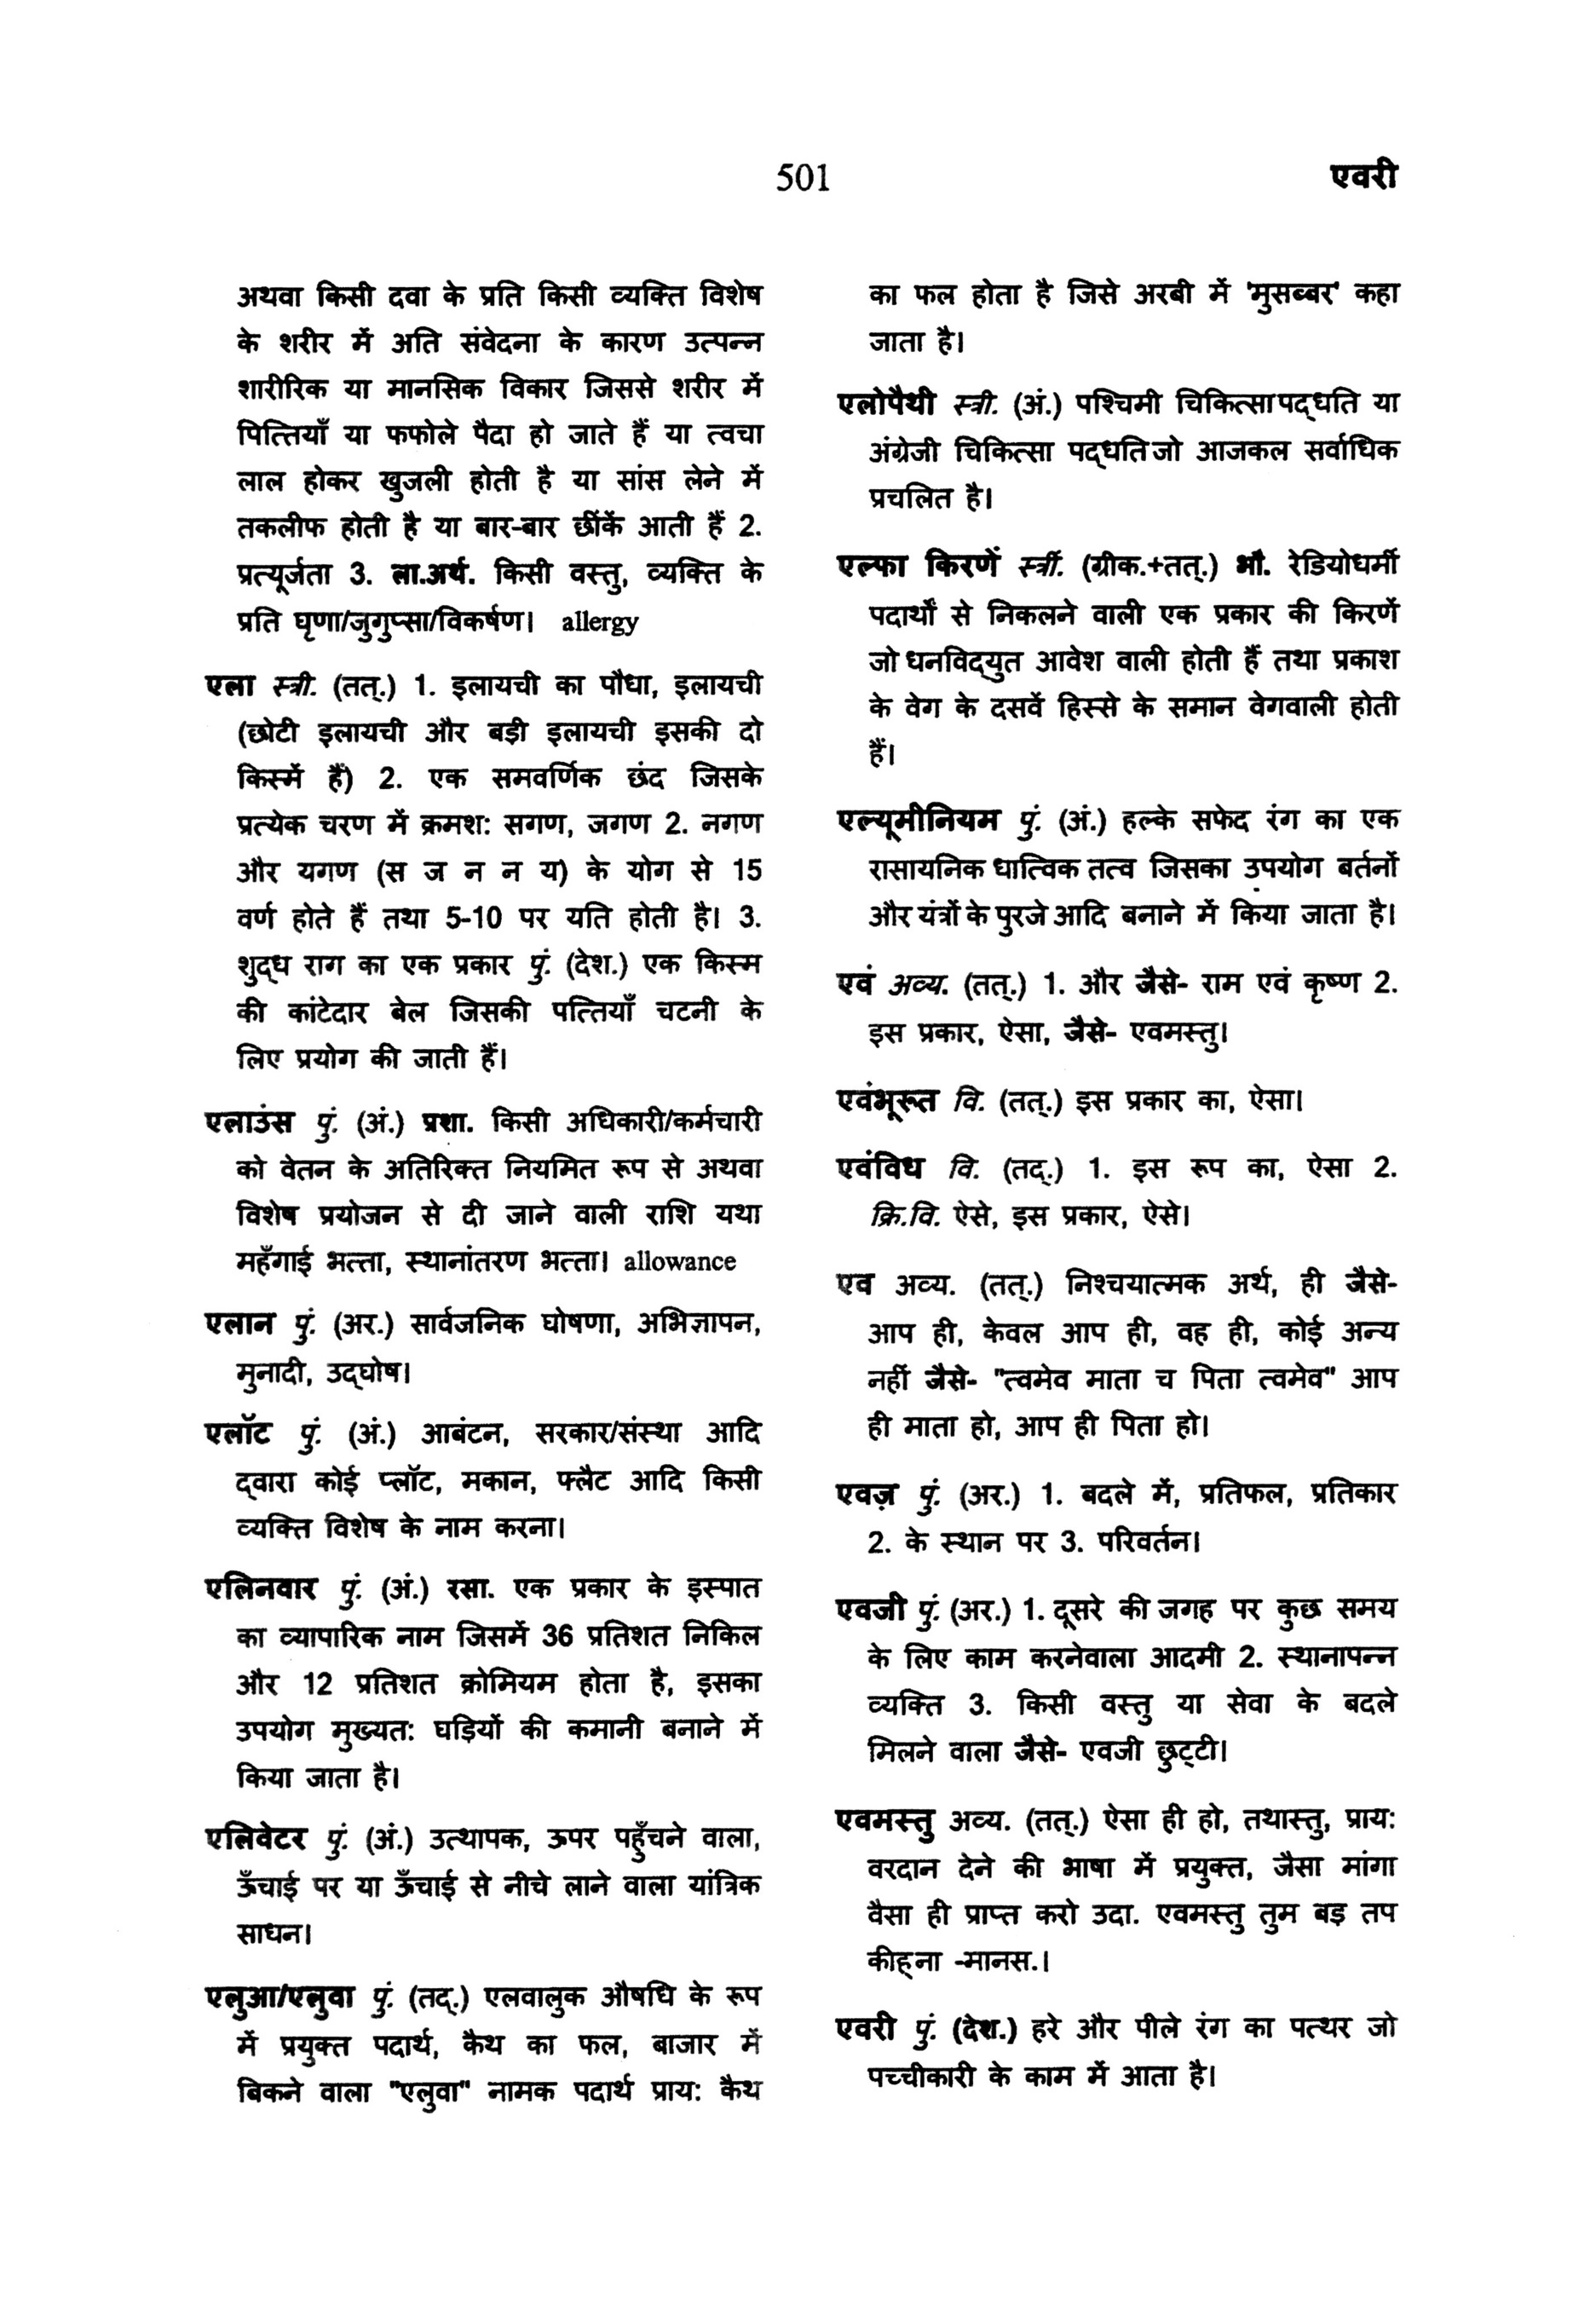 501
एवरी
अथवा किसी दवा के प्रति किसी व्यक्ति विशेष
के शरीर में अति संवेदना के कारण उत्पन्न
शारीरिक या मानसिक विकार जिससे शरीर में
पित्तियाँ या फफोले पैदा हो जाते हैं या त्वचा
लाल होकर खुजली होती है या सांस लेने में
तकलीफ होती है या बार-बार छींकें आती हैं 2.
प्रत्यूर्जता 3. ला.अर्थ. किसी वस्तु, व्यक्ति के
प्रति घृणा/जुगुप्सा/विकर्षण। allergy
एला स्त्री. (तत्.) 1. इलायची का पौधा, इलायची
(छोटी इलायची और बड़ी इलायची इसकी दो
किस्में हैं) 2. एक समवर्णिक छंद जिसके
प्रत्येक चरण में क्रमश: सगण, जगण 2. नगण
और यगण (स ज न न य) के योग से 15
वर्ण होते हैं तथा 5-10 पर यति होती है। 3.
शुद्ध राग का एक प्रकार पुं. (देश.) एक किस्म
की कांटेदार बेल जिसकी पत्तियाँ चटनी के
लिए प्रयोग की जाती हैं।
एलाउंस पुं. (अं.) प्रशा. किसी अधिकारी/कर्मचारी
को वेतन के अतिरिक्त नियमित रूप से अथवा
विशेष प्रयोजन से दी जाने वाली राशि यथा
महँगाई भत्ता, स्थानांतरण भत्ता। allowance
एलान पुं. (अर.) सार्वजनिक घोषणा, अभिज्ञापन,
मुनादी, उद्घोष।
एलॉट पुं. (अं.) आबंटन, सरकार/संस्था आदि
द्वारा कोई प्लॉट, मकान, फ्लैट आदि किसी
व्यक्ति विशेष के नाम करना।
एलिनवार पुं. (अं.) रसा. एक प्रकार के इस्पात
का व्यापारिक नाम जिसमें 36 प्रतिशत निकिल
और 12 प्रतिशत क्रोमियम होता है, इसका
उपयोग मुख्यत: घड़ियों की कमानी बनाने में
किया जाता है।
एलिवेटर पुं. (अं.) उत्थापक, ऊपर पहुँचने वाला,
ऊँचाई पर या ऊँचाई से नीचे लाने वाला यांत्रिक
साधन।
एलुआ/एलुवा पुं. (तद्.) एलवालुक औषधि के रूप
में प्रयुक्त पदार्थ, कैथ का फल, बाजार में
बिकने वाला "एलुवा" नामक पदार्थ प्राय: कैथ
का फल होता है जिसे अरबी में 'मुसब्बर' कहा
जाता है।
एलोपैथी स्त्री. (अं.) पश्चिमी चिकित्सापद्धति या
अंग्रेजी चिकित्सा पद्धति जो आजकल सर्वाधिक
प्रचलित है।
एल्फा किरणें स्त्री. (ग्रीक.+तत्.) भौ. रेडियोधर्मी
पदार्थों से निकलने वाली एक प्रकार की किरणें
जो धनविद्युत आवेश वाली होती हैं तथा प्रकाश
के वेग के दसवें हिस्से के समान वेगवाली होती
हैं।
एल्यूमीनियम पुं. (अं.) हल्के सफेद रंग का एक
रासायनिक धात्विक तत्व जिसका उपयोग बर्तनों
और यंत्रों के पुरजे आदि बनाने में किया जाता है।
एवं अव्य. (तत्.) 1. और जैसे- राम एवं कृष्ण 2.
इस प्रकार, ऐसा, जैसे- एवमस्तु।
एवंभूरूत वि. (तत्.) इस प्रकार का, ऐसा।
एवंविध वि. (तद्.) 1. इस रूप का, ऐसा 2.
क्रि.वि. ऐसे, इस प्रकार, ऐसे।
एव अव्य. (तत्.) निश्चयात्मक अर्थ, ही जैसे-
आप ही, केवल आप ही, वह ही, कोई अन्य
नहीं जैसे- "त्वमेव माता च पिता त्वमेव" आप
ही माता हो, आप ही पिता हो।
एवज़ पुं. (अर.) 1. बदले में, प्रतिफल, प्रतिकार
2. के स्थान पर 3. परिवर्तन।
एवजी पुं. (अर.) 1. दूसरे की जगह पर कुछ समय
के लिए काम करनेवाला आदमी 2. स्थानापन्न
व्यक्ति 3. किसी वस्तु या सेवा के बदले
मिलने वाला जैसे- एवजी छुट्टी।
एवमस्तु अव्य. (तत्.) ऐसा ही हो, तथास्तु, प्राय:
वरदान देने की भाषा में प्रयुक्त, जैसा मांगा
वैसा ही प्राप्त करो उदा. एवमस्तु तुम बड़ तप
कीह्ना -मानस.।
एवरी पुं. (देश.) हरे और पीले रंग का पत्थर जो
पच्चीकारी के काम में आता है।